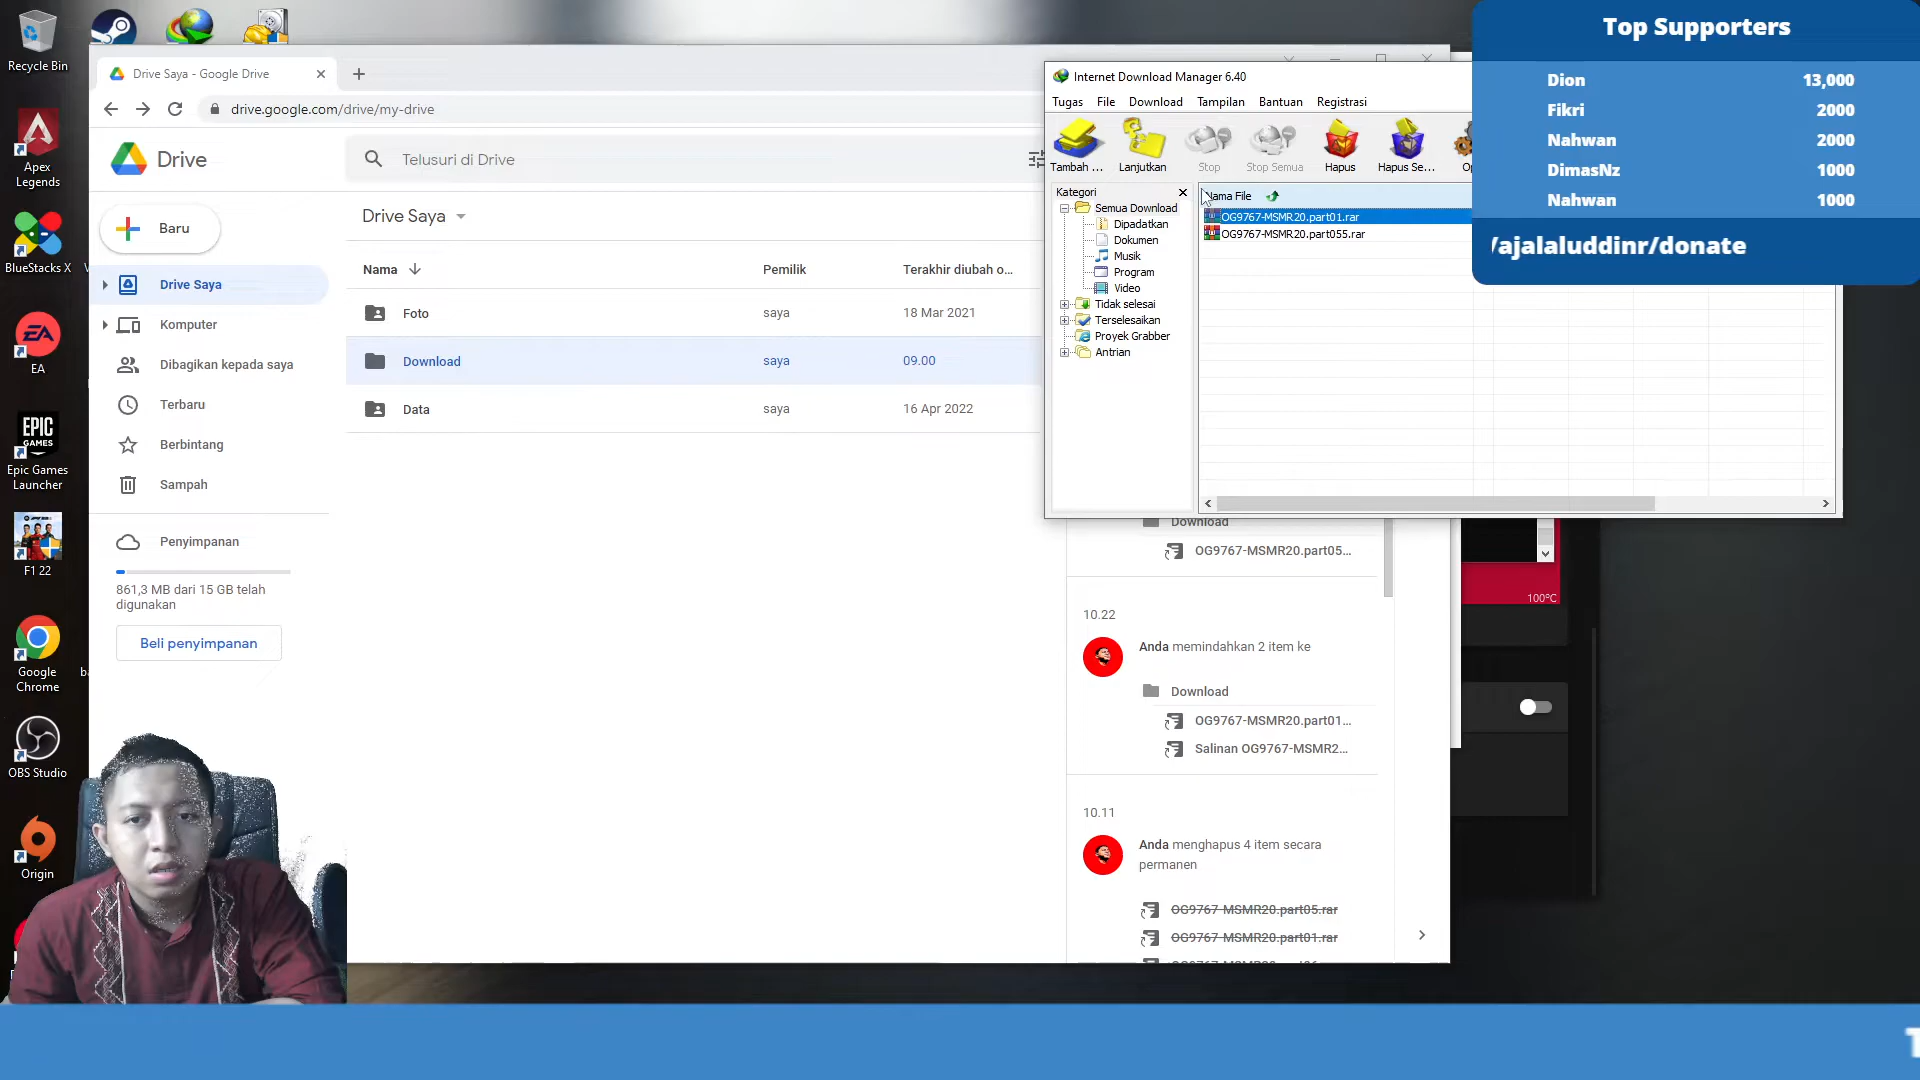 Recycle Bin
Apex
Legends
BlueStacks X
EA
EPIC
GAMES
Epic Games
Launcher
F1 22
Google
Chrome
OBS Studio
Origin
Drive Saya - Google Drive
drive.google.com/drive/my-drive
Drive
Telusuri di Drive
Baru
Drive Saya
Komputer
Dibagikan kepada saya
Terbaru
Berbintang
Sampah
Penyimpanan
861,3 MB dari 15 GB telah
digunakan
Beli penyimpanan
Drive Saya
Nama
Pemilik
Terakhir diubah o...
Foto
saya
18 Mar 2021
Download
saya
09.00
Data
saya
16 Apr 2022
Internet Download Manager 6.40
Tugas
File
Download
Tampilan
Bantuan
Registrasi
Tambah ...
Lanjutkan
Stop
Stop Semua
Hapus
Hapus Se...
Kategori
Semua Download
Dipadatkan
Dokumen
Musik
Program
Video
Tidak selesai
Terselesaikan
Proyek Grabber
Antrian
Nama File
OG9767-MSMR20.part01.rar
OG9767-MSMR20.part055.rar
Download
OG9767-MSMR20.part05...
10.22
Anda memindahkan 2 item ke
Download
OG9767-MSMR20.part01...
Salinan OG9767-MSMR2...
10.11
Anda menghapus 4 item secara
permanen
OG9767-MSMR20.part05.rar
OG9767-MSMR20.part01.rar
100°C
Top Supporters
Dion 13,000
Fikri 2000
Nahwan 2000
DimasNz 1000
Nahwan 1000
/ajalaluddinr/donate